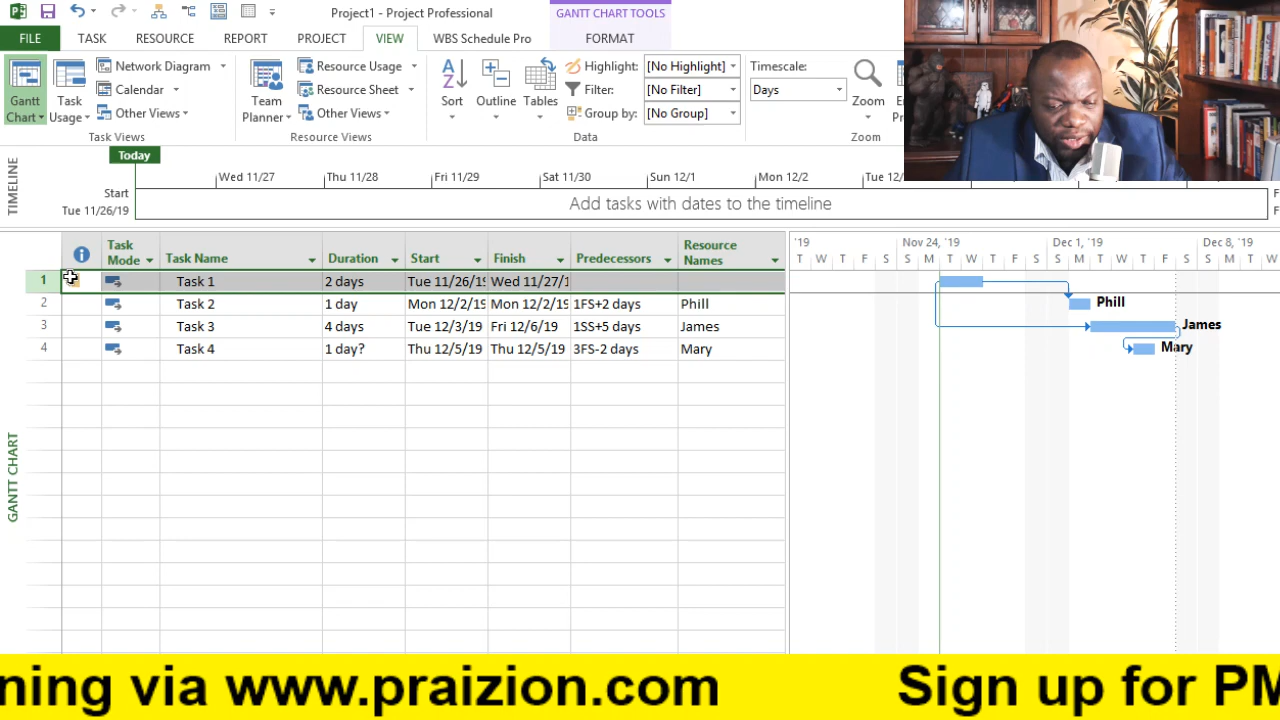 Project1 - Project Professional
GANTT CHART TOOLS
FILE TASK RESOURCE REPORT PROJECT VIEW WBS Schedule Pro FORMAT
Gantt Chart
Task Usage
Network Diagram
Calendar
Other Views
Task Views
Team Planner
Resource Usage
Resource Sheet
Other Views
Resource Views
Sort
Outline
Tables
Highlight: [No Highlight]
Filter: [No Filter]
Group by: [No Group]
Data
Timescale:
Days
Zoom
Zoom
TIMELINE
Today
Wed 11/27 Thu 11/28 Fri 11/29 Sat 11/30 Sun 12/1 Mon 12/2 Tue 12/
Start
Tue 11/26/19
Add tasks with dates to the timeline
F
F
GANTT CHART
Task Mode Task Name Duration Start Finish Predecessors Resource Names
1 Task 1 2 days Tue 11/26/19 Wed 11/27/1
2 Task 2 1 day Mon 12/2/19 Mon 12/2/19 1FS+2 days Phill
3 Task 3 4 days Tue 12/3/19 Fri 12/6/19 1SS+5 days James
4 Task 4 1 day? Thu 12/5/19 Thu 12/5/19 3FS-2 days Mary
'19 Nov 24, '19 Dec 1, '19 Dec 8, '19
T W T F S S M T W T F S S M T W T F S S M T W
Phill
James
Mary
ning via www.praizion.com Sign up for PM